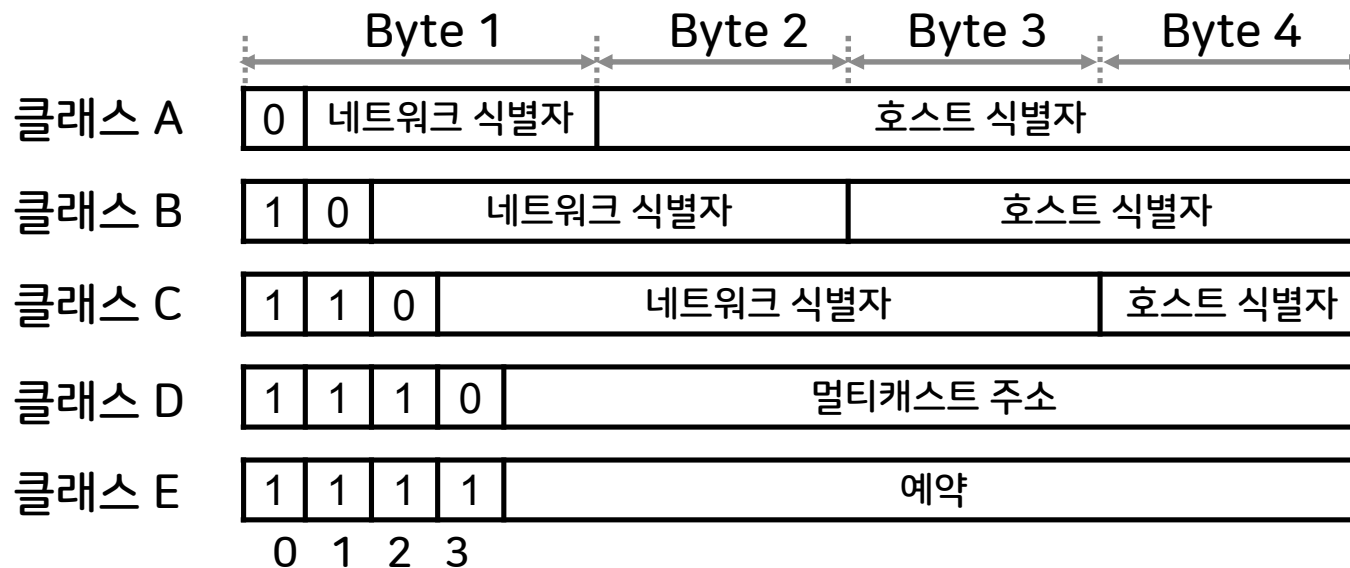 Byte 1 Byte 2 Byte 3 Byte 4
클래스 A 0 네트워크 식별자 호스트 식별자
클래스 B 1 0 네트워크 식별자 호스트 식별자
클래스 C 1 1 0 네트워크 식별자 호스트 식별자
클래스 D 1 1 1 0 멀티캐스트 주소
클래스 E 1 1 1 1 예약
0 1 2 3